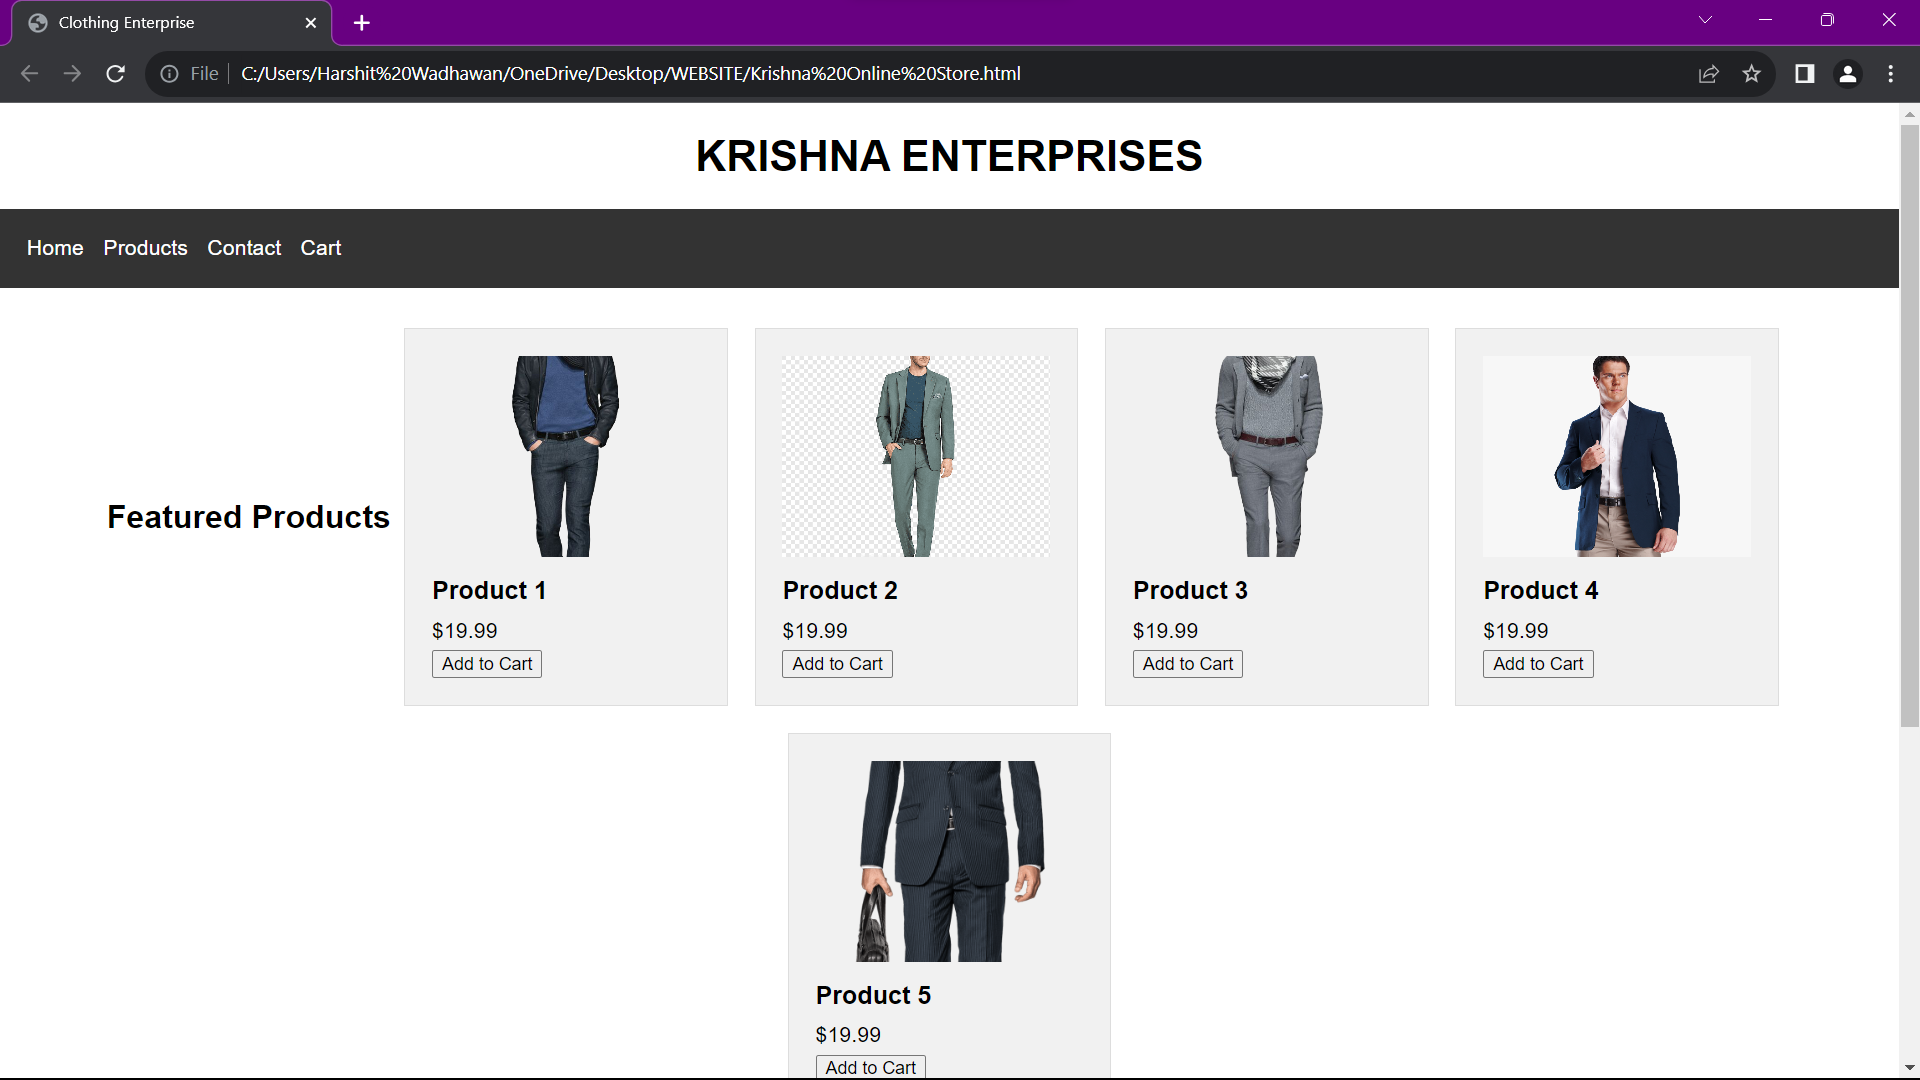 Clothing Enterprise
File C:/Users/Harshit%20Wadhawan/OneDrive/Desktop/WEBSITE/Krishna%20Online%20Store.html
KRISHNA ENTERPRISES
Home Products Contact Cart
Featured Products
Product 1
$19.99
Add to Cart
Product 2
$19.99
Add to Cart
Product 3
$19.99
Add to Cart
Product 4
$19.99
Add to Cart
Product 5
$19.99
Add to Cart